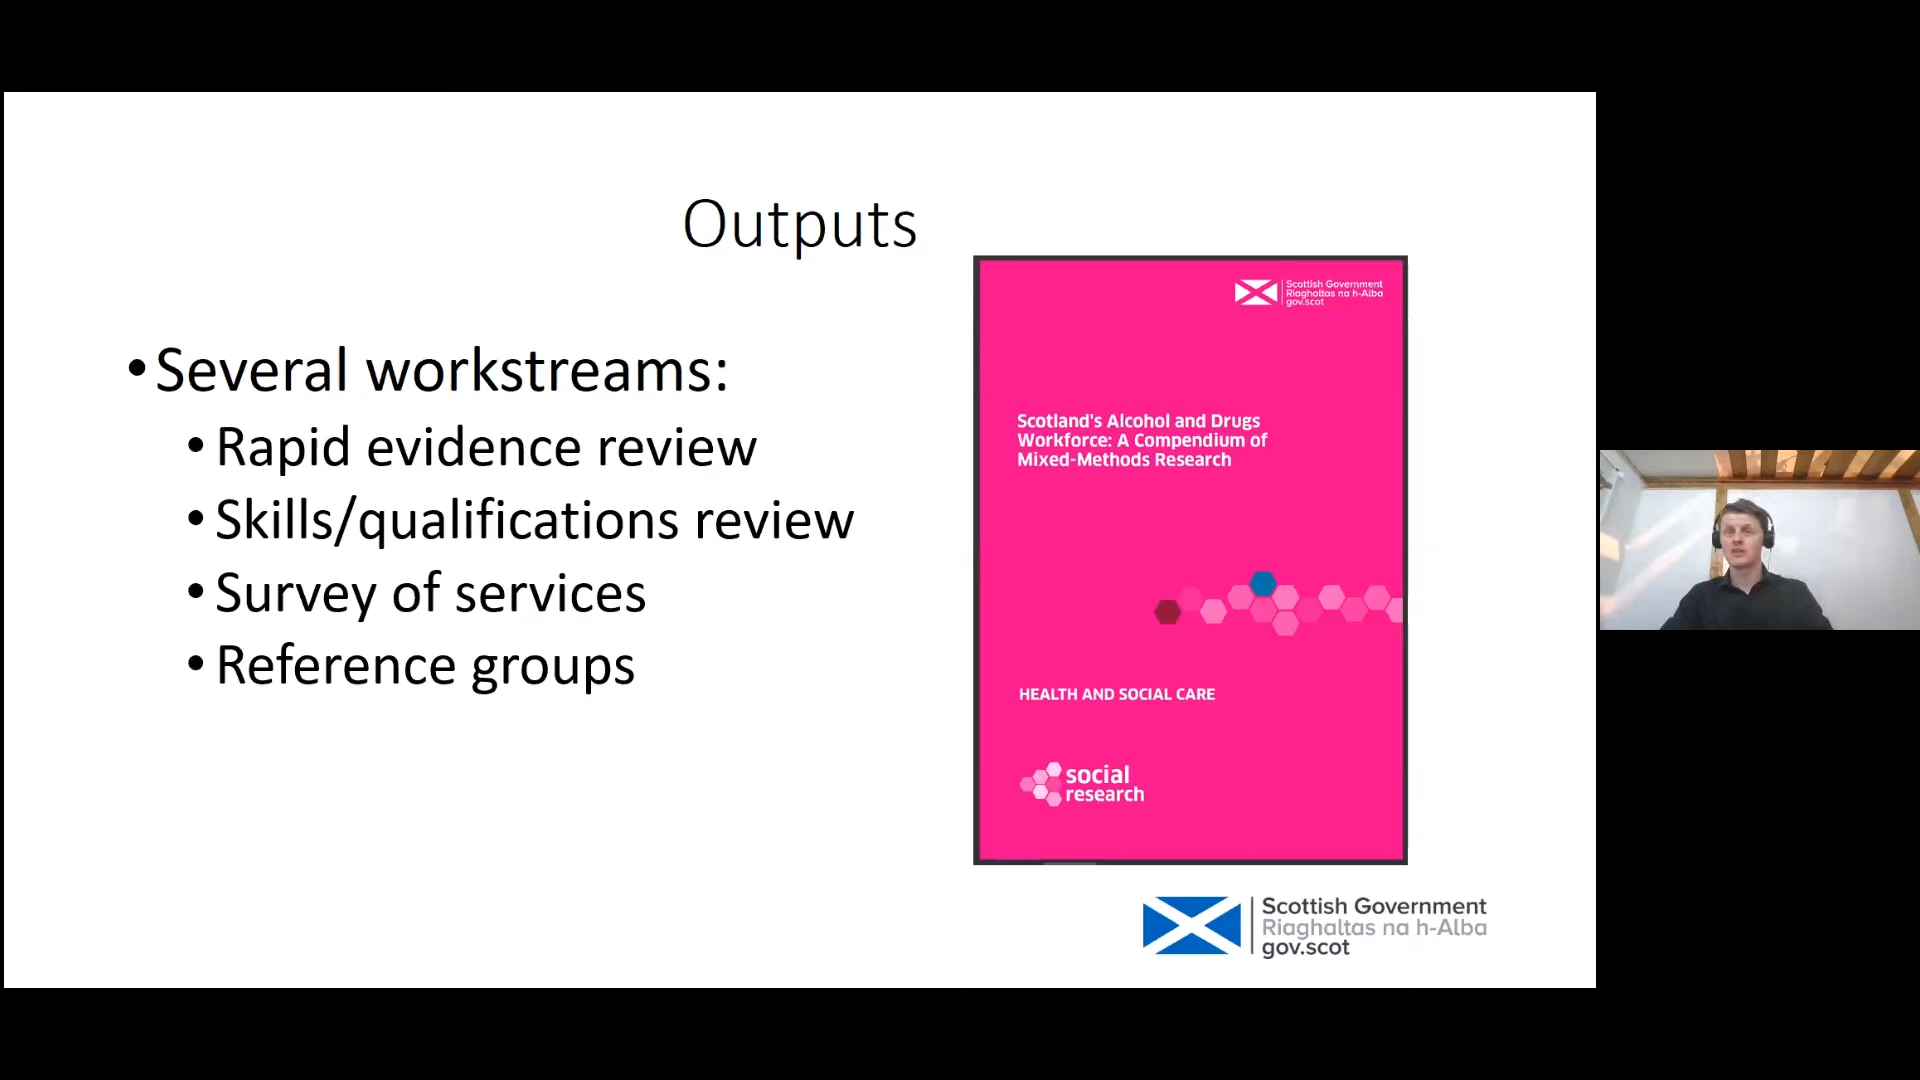 Outputs
•Several workstreams:
•Rapid evidence review
•Skills/qualifications review
•Survey of services
•Reference groups
Scottish Government
Riaghaltas na h-Alba
gov.scot
Scotland's Alcohol and Drugs
Workforce: A Compendium of
Mixed-Methods Research
HEALTH AND SOCIAL CARE
social
research
Scottish Government
Riaghaltas na h-Alba
gov.scot